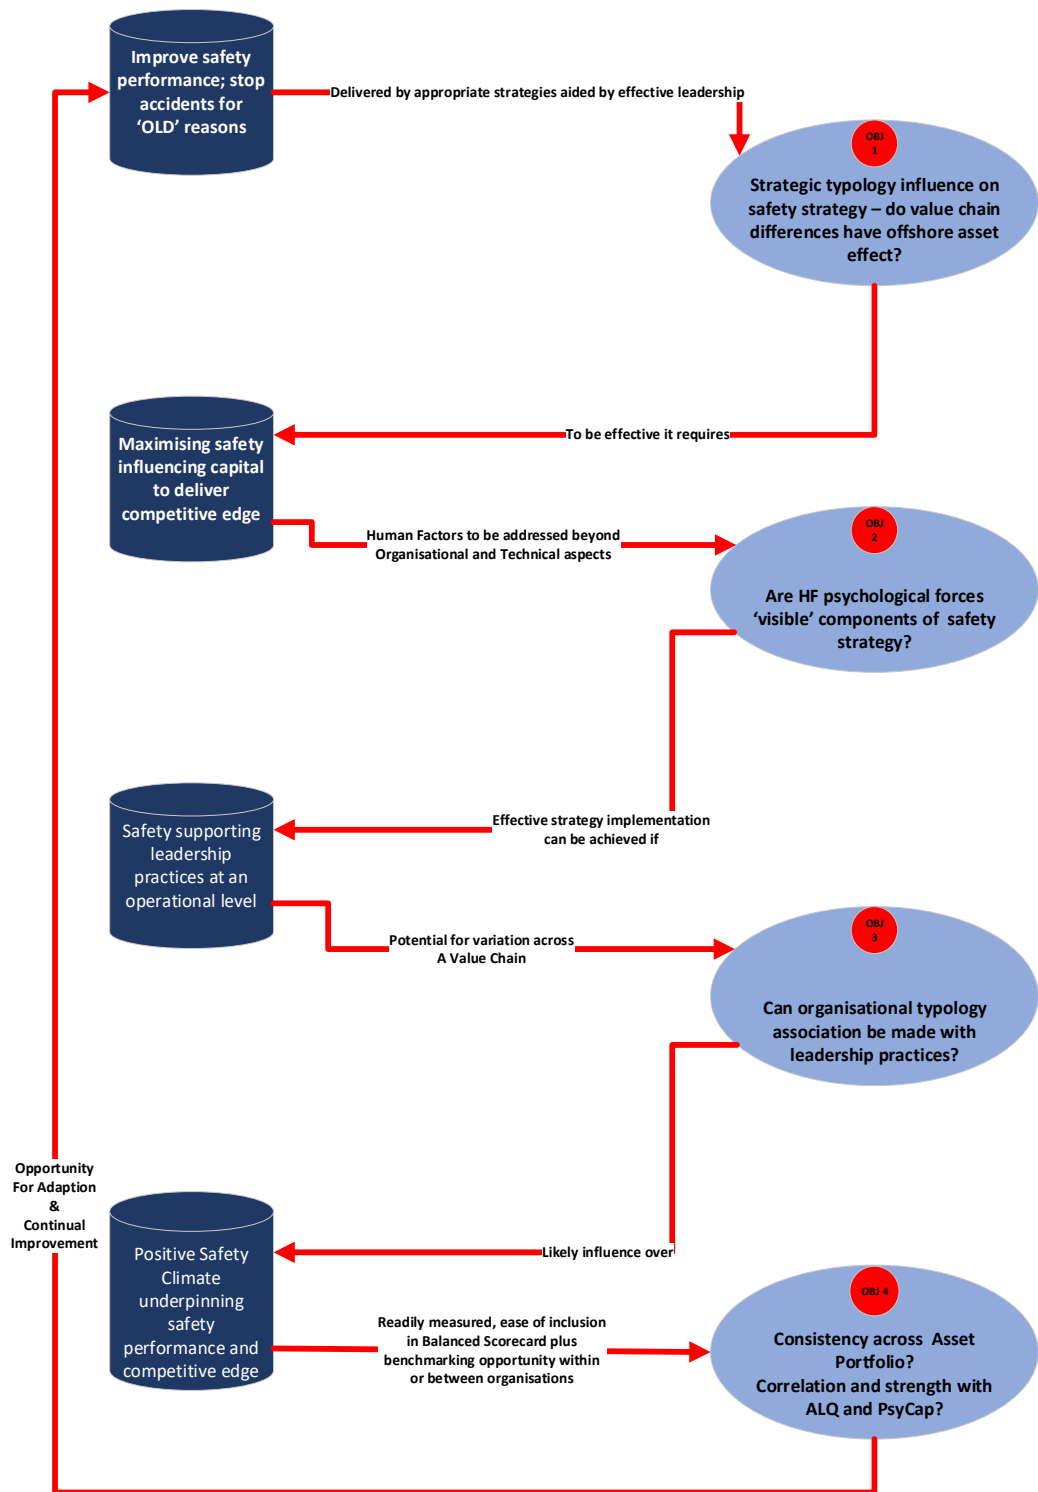 Improve safety
performance; stop
accidents for
‘OLD’ reasons
Delivered by appropriate strategies aided by effective leadership
OBJ
1
Strategic typology influence on
safety strategy – do value chain
differences have offshore asset
effect?
To be effective it requires
Maximising safety
influencing capital
to deliver
competitive edge
Human Factors to be addressed beyond
Organisational and Technical aspects
OBJ
2
Are HF psychological forces
‘visible’ components of safety
strategy?
Effective strategy implementation
can be achieved if
Safety supporting
leadership
practices at an
operational level
Potential for variation across
A Value Chain
OBJ
3
Can organisational typology
association be made with
leadership practices?
Likely influence over
Positive Safety
Climate
underpinning
safety
performance and
competitive edge
Readily measured, ease of inclusion
in Balanced Scorecard plus
benchmarking opportunity within
or between organisations
OBJ 4
Consistency across Asset
Portfolio?
Correlation and strength with
ALQ and PsyCap?
Opportunity
For Adaption
&
Continual
Improvement